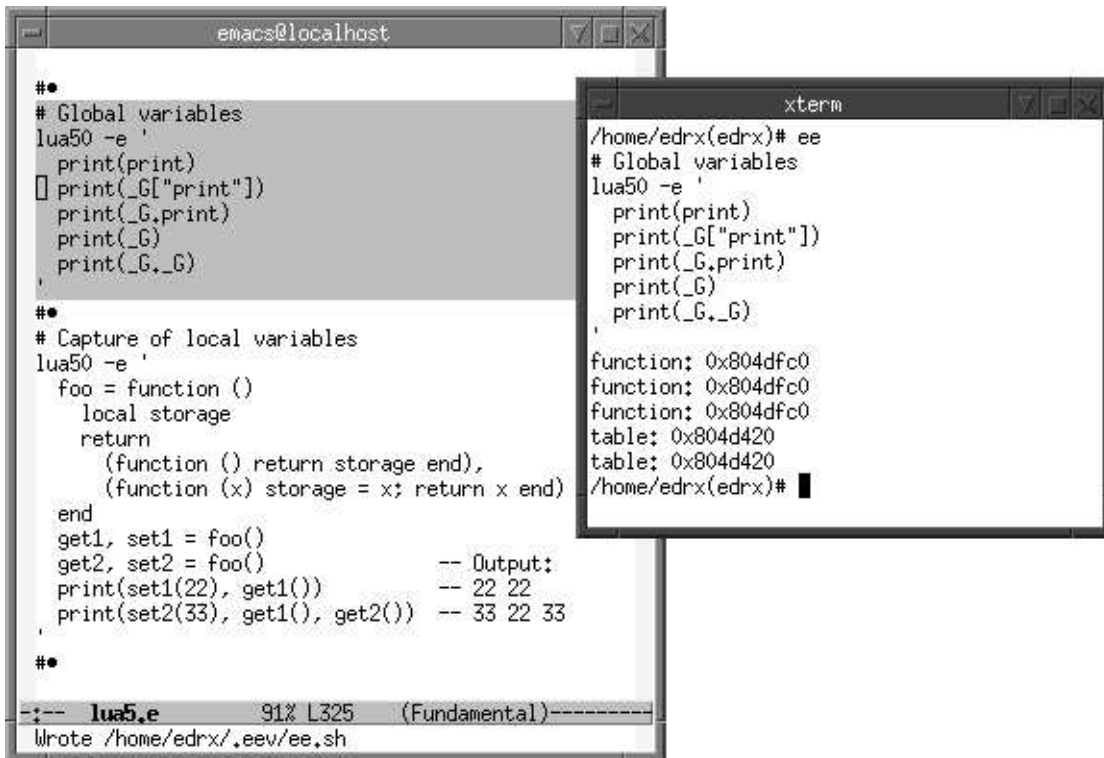 emacs@localhost
#●
# Global variables
lua50 -e '
  print(print)
  print(_G["print"])
  print(_G.print)
  print(_G)
  print(_G._G)
'
#●
# Capture of local variables
lua50 -e '
  foo = function ()
    local storage
    return
      (function () return storage end),
      (function (x) storage = x; return x end)
  end
  get1, set1 = foo()
  get2, set2 = foo()                -- Output:
  print(set1(22), get1())           -- 22 22
  print(set2(33), get1(), get2())  -- 33 22 33
'
#●
-:--  lua5.e         91% L325    (Fundamental)---------
Wrote /home/edrx/.eev/ee.sh
xterm
/home/edrx(edrx)# ee
# Global variables
lua50 -e '
  print(print)
  print(_G["print"])
  print(_G.print)
  print(_G)
  print(_G._G)
'
function: 0x804dfc0
function: 0x804dfc0
function: 0x804dfc0
table: 0x804d420
table: 0x804d420
/home/edrx(edrx)#